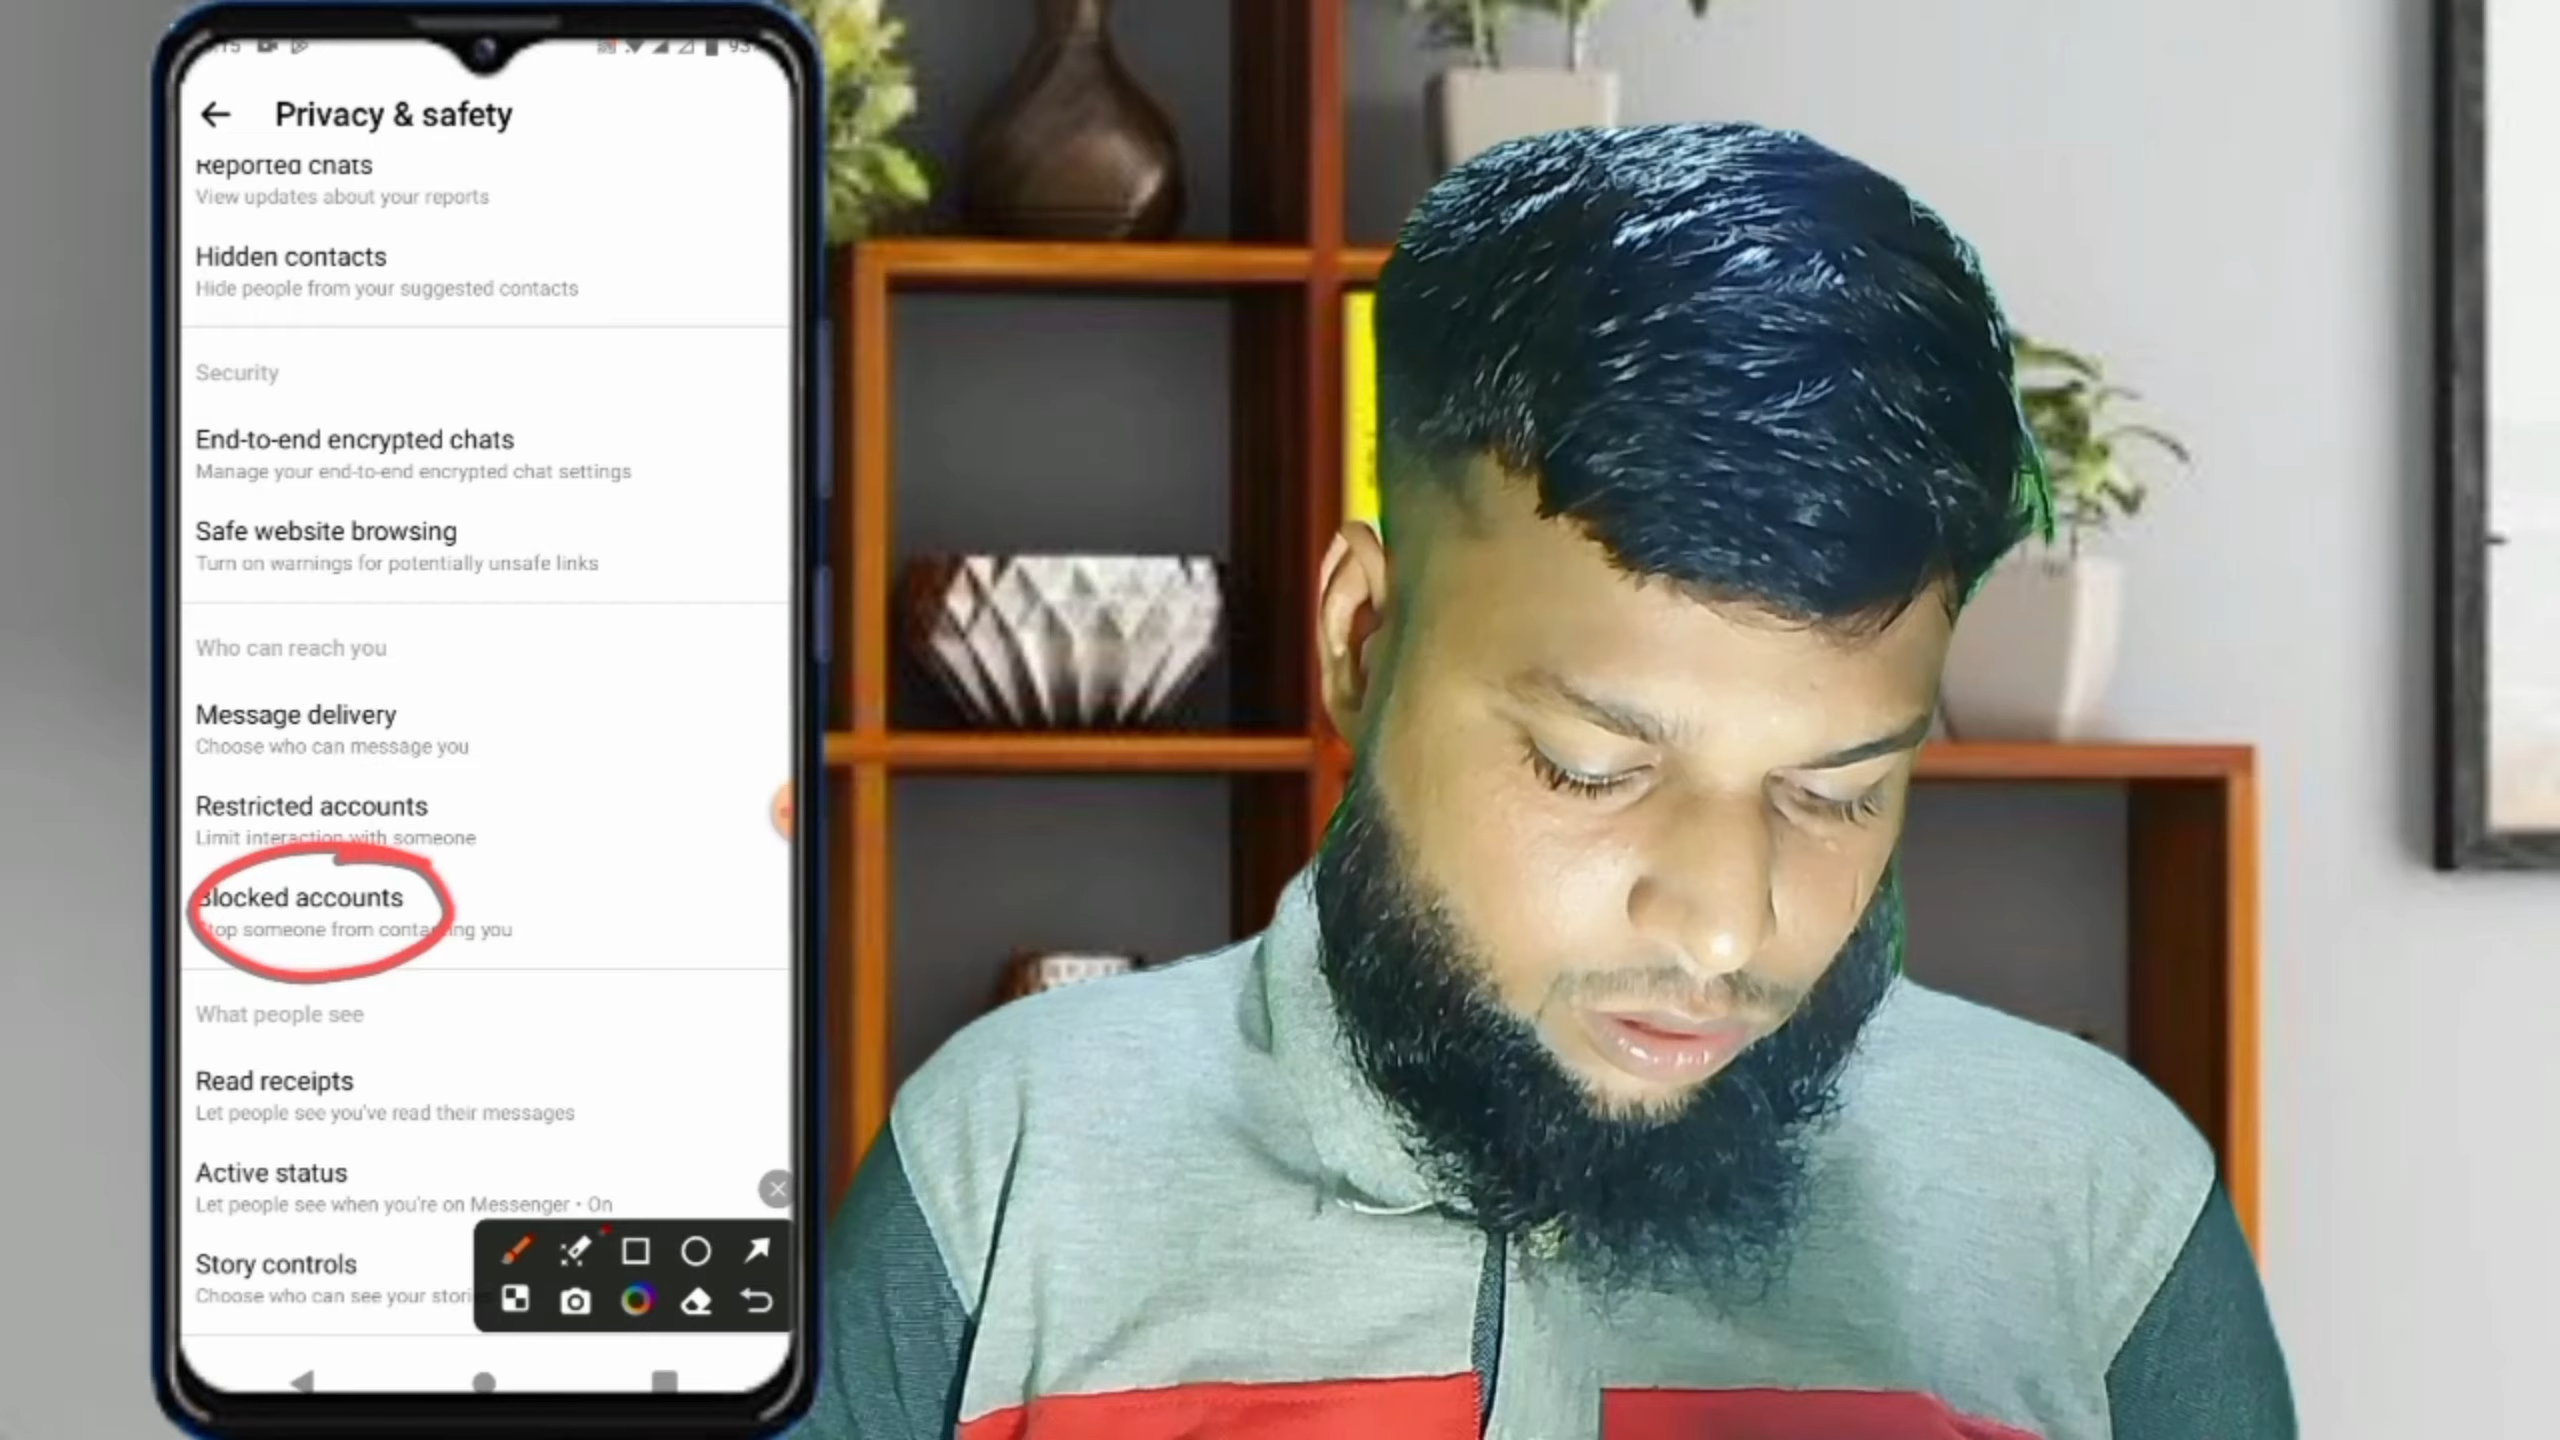 Privacy & safety
Reported chats
View updates about your reports
Hidden contacts
Hide people from your suggested contacts
Security
End-to-end encrypted chats
Manage your end-to-end encrypted chat settings
Safe website browsing
Turn on warnings for potentially unsafe links
Who can reach you
Message delivery
Choose who can message you
Restricted accounts
Limit interaction with someone
Blocked accounts
Stop someone from contacting you
What people see
Read receipts
Let people see you've read their messages
Active status
Let people see when you're on Messenger • On
Story controls
Choose who can see your stories